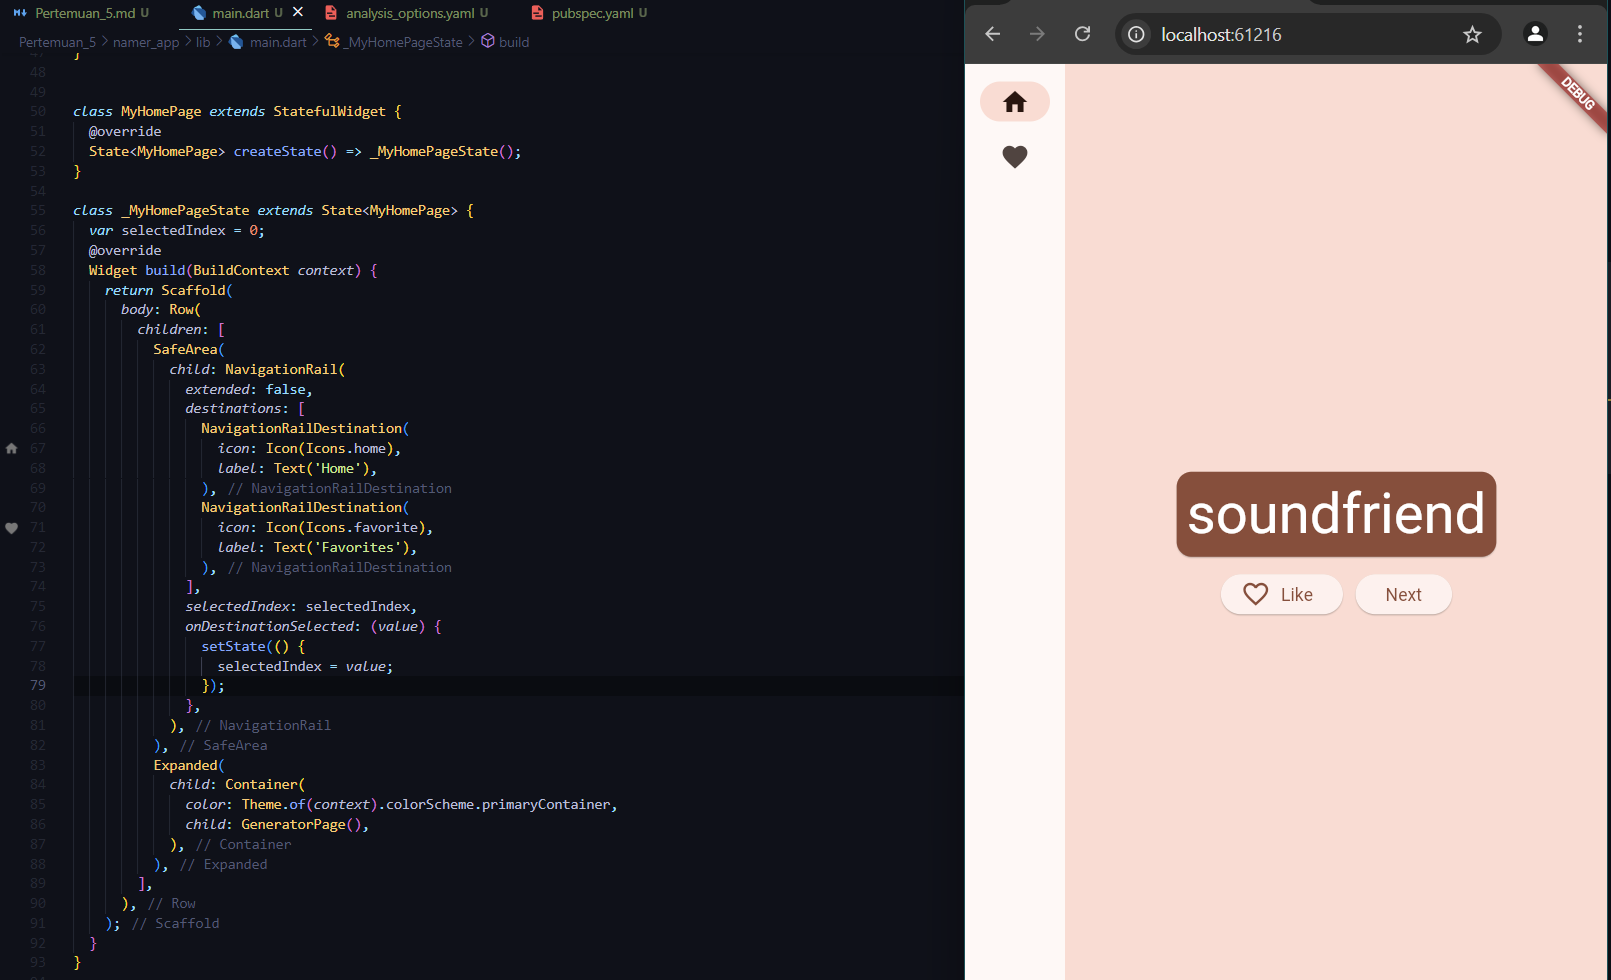 Pertemuan_5.md U
main.dart U
analysis_options.yaml U
pubspec.yaml U
Pertemuan_5 > namer_app > lib > main.dart > _MyHomePageState > build
47 }
48
49
50 class MyHomePage extends StatefulWidget {
51 @override
52 State<MyHomePage> createState() => _MyHomePageState();
53 }
54
55 class _MyHomePageState extends State<MyHomePage> {
56 var selectedIndex = 0;
57 @override
58 Widget build(BuildContext context) {
59 return Scaffold(
60 body: Row(
61 children: [
62 SafeArea(
63 child: NavigationRail(
64 extended: false,
65 destinations: [
66 NavigationRailDestination(
67 icon: Icon(Icons.home),
68 label: Text('Home'),
69 ), // NavigationRailDestination
70 NavigationRailDestination(
71 icon: Icon(Icons.favorite),
72 label: Text('Favorites'),
73 ), // NavigationRailDestination
74 ],
75 selectedIndex: selectedIndex,
76 onDestinationSelected: (value) {
77 setState(() {
78 selectedIndex = value;
79 });
80 },
81 ), // NavigationRail
82 ), // SafeArea
83 Expanded(
84 child: Container(
85 color: Theme.of(context).colorScheme.primaryContainer,
86 child: GeneratorPage(),
87 ), // Container
88 ), // Expanded
89 ],
90 ), // Row
91 ); // Scaffold
92 }
93 }
localhost:61216
DEBUG
soundfriend
Like
Next